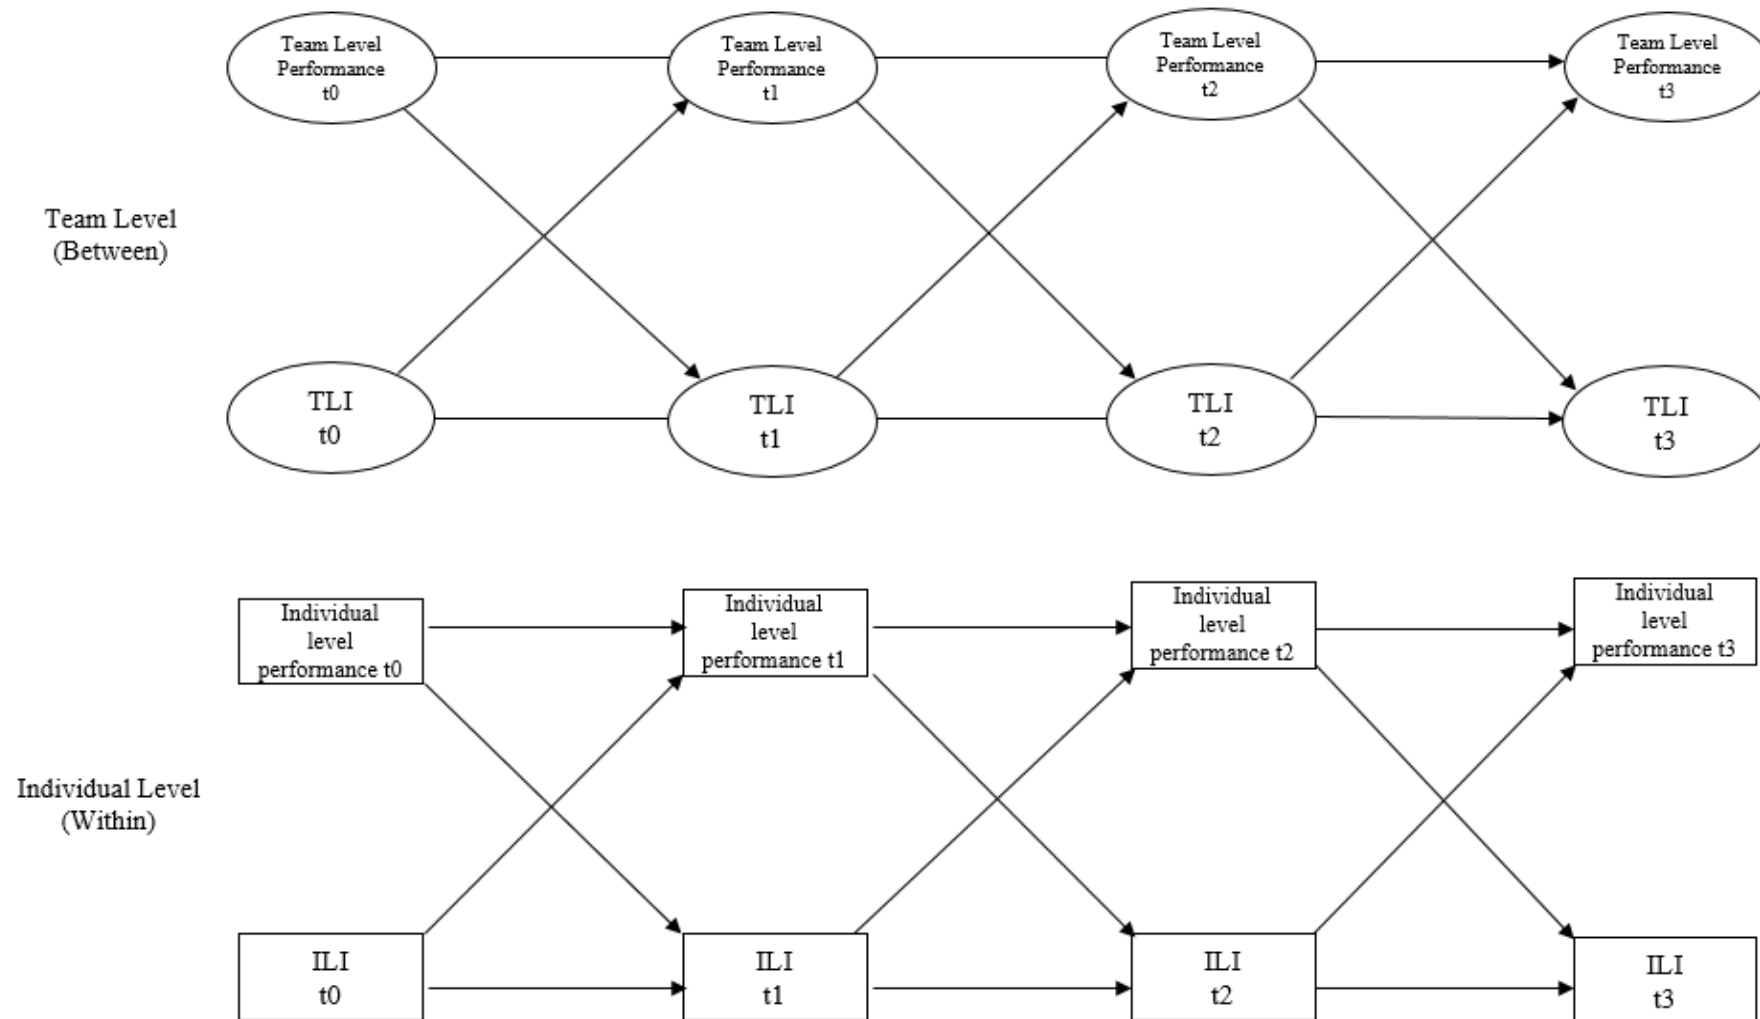 Team Level
Performance
t0
Team Level
Performance
t1
Team Level
Performance
t2
Team Level
Performance
t3
Team Level
(Between)
TLI
t0
TLI
t1
TLI
t2
TLI
t3
Individual
level
performance t0
Individual
level
performance t1
Individual
level
performance t2
Individual
level
performance t3
Individual Level
(Within)
ILI
t0
ILI
t1
ILI
t2
ILI
t3